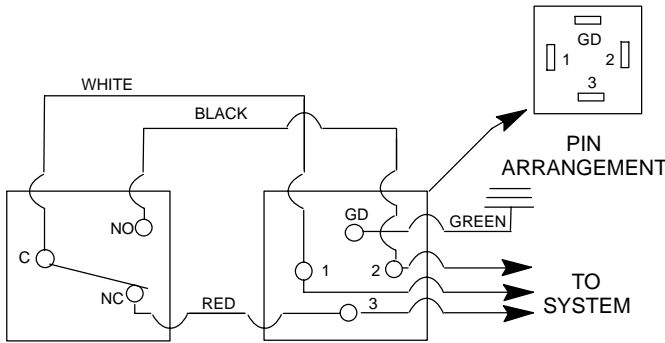 GD
1 2
3
WHITE
BLACK
PIN
ARRANGEMENT
NO
GD
GREEN
C
1 2
NC
RED
3
TO
SYSTEM